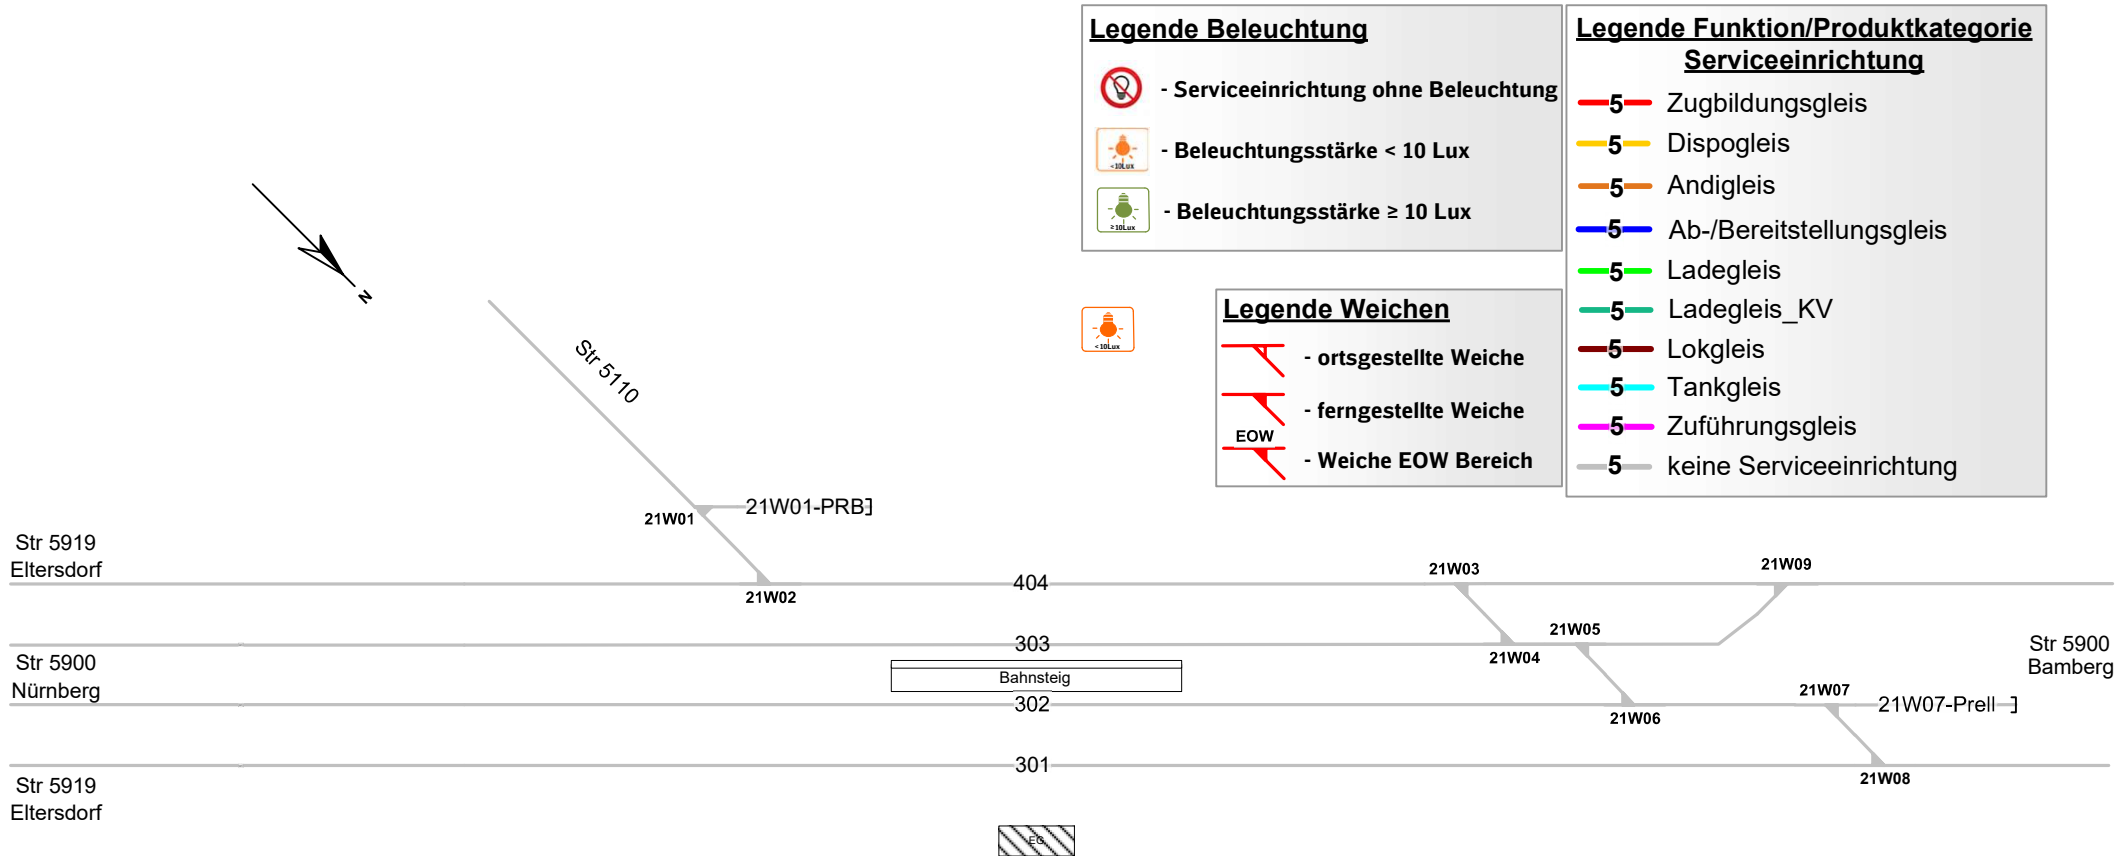 Legende Beleuchtung
- Serviceeinrichtung ohne Beleuchtung
<10Lux
- Beleuchtungsstärke < 10 Lux
≥10Lux
- Beleuchtungsstärke ≥ 10 Lux
Legende Funktion/Produktkategorie
Serviceeinrichtung
5 Zugbildungsgleis
5 Dispogleis
5 Andigleis
5 Ab-/Bereitstellungsgleis
5 Ladegleis
5 Ladegleis_KV
5 Lokgleis
5 Tankgleis
5 Zuführungsgleis
5 keine Serviceeinrichtung
<10Lux
Legende Weichen
- ortsgestellte Weiche
- ferngestellte Weiche
EOW
- Weiche EOW Bereich
N
Str 5110
21W01
21W01-PRB
Str 5919
Eltersdorf
21W02
404
21W03
21W09
303
21W04
21W05
Str 5900
Nürnberg
Bahnsteig
Str 5900
Bamberg
302
21W06
21W07
21W07-Prell
301
21W08
Str 5919
Eltersdorf
EG